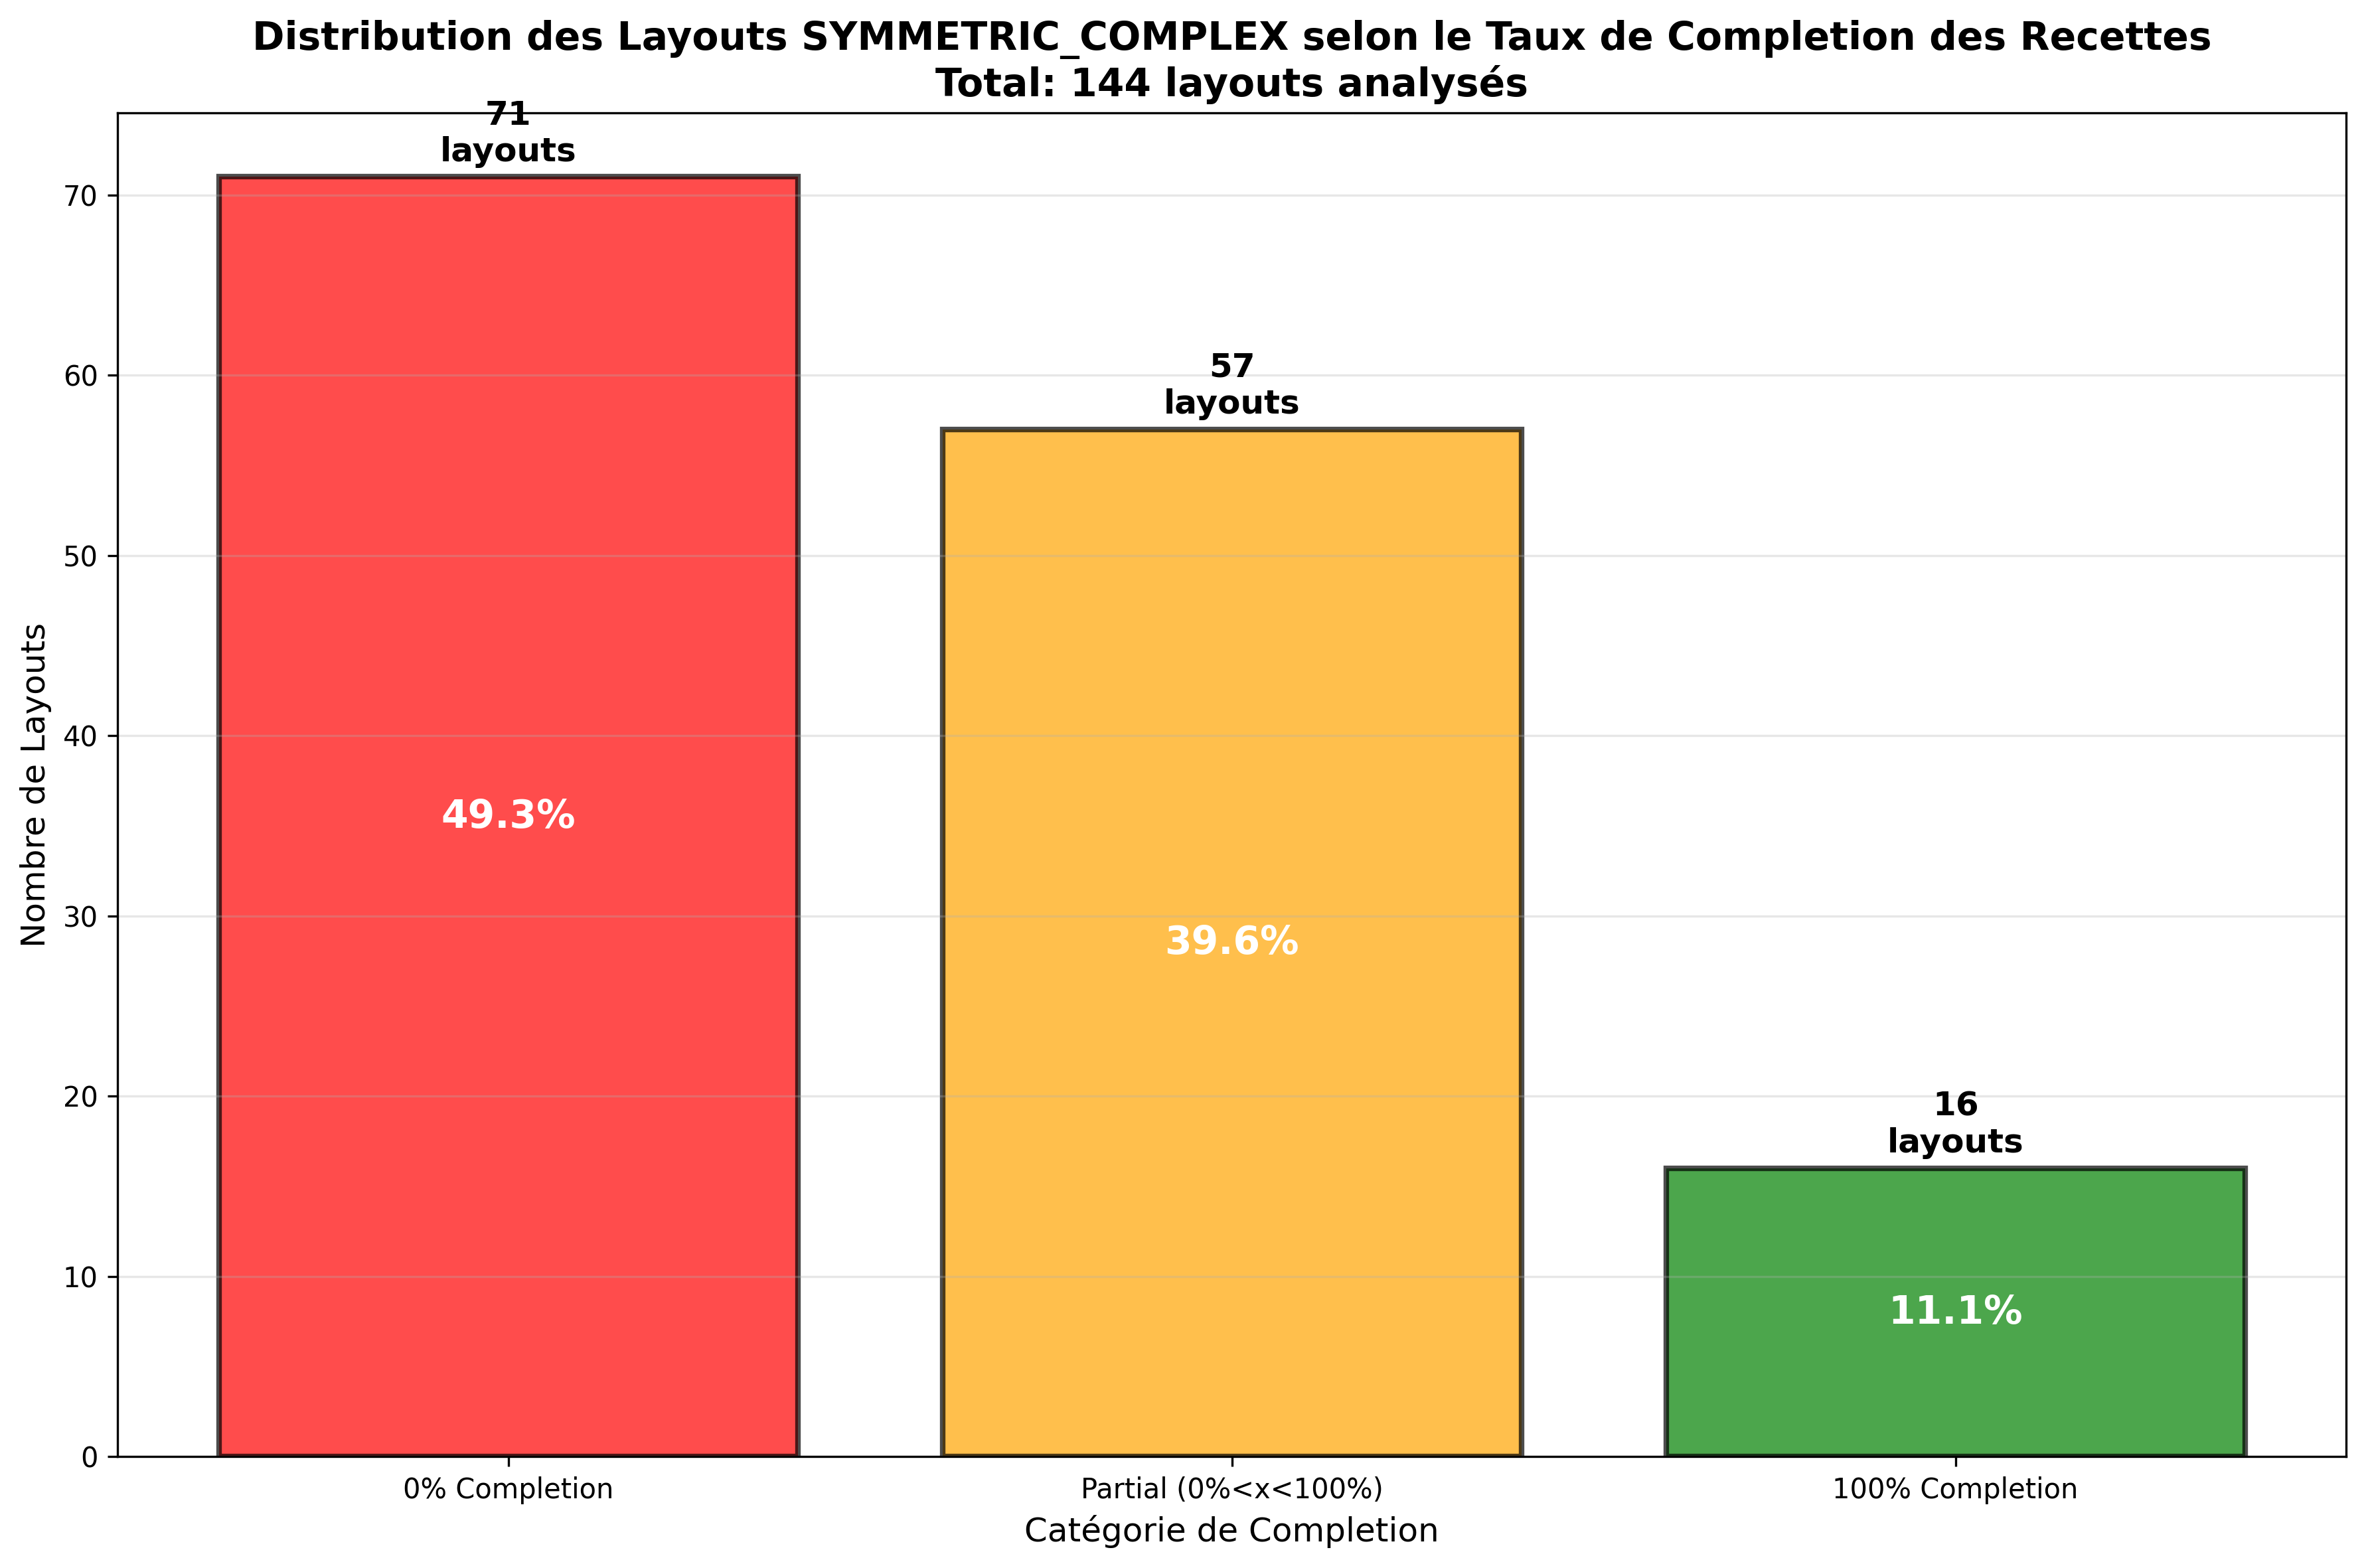 Distribution des Layouts SYMMETRIC_COMPLEX selon le Taux de Completion des Recettes
Total: 144 layouts analysés
71
layouts
57
layouts
16
layouts
49.3%
39.6%
11.1%
Nombre de Layouts
70
60
50
40
30
20
10
0
0% Completion
Partial (0%<x<100%)
100% Completion
Catégorie de Completion